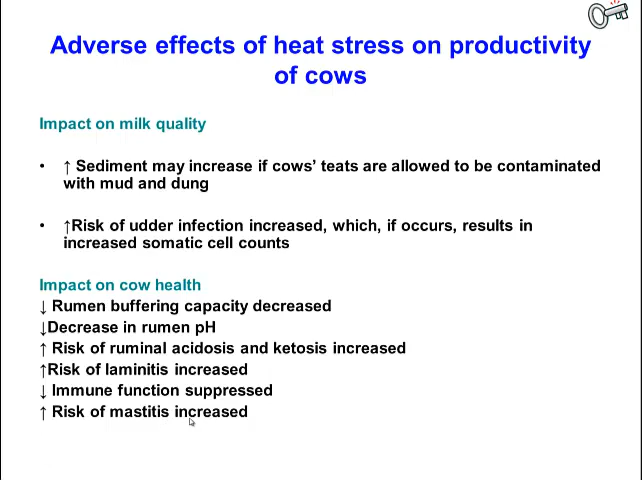 Adverse effects of heat stress on productivity
of cows
Impact on milk quality
• ↑ Sediment may increase if cows’ teats are allowed to be contaminated
with mud and dung
• ↑Risk of udder infection increased, which, if occurs, results in
increased somatic cell counts
Impact on cow health
↓ Rumen buffering capacity decreased
↓Decrease in rumen pH
↑ Risk of ruminal acidosis and ketosis increased
↑Risk of laminitis increased
↓ Immune function suppressed
↑ Risk of mastitis increased